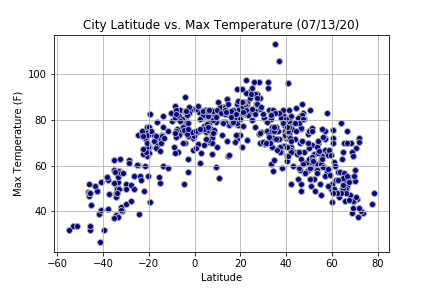 City Latitude vs. Max Temperature (07/13/20)
Max Temperature (F)
100
80
60
40
−60 −40 −20 0 20 40 60 80
Latitude